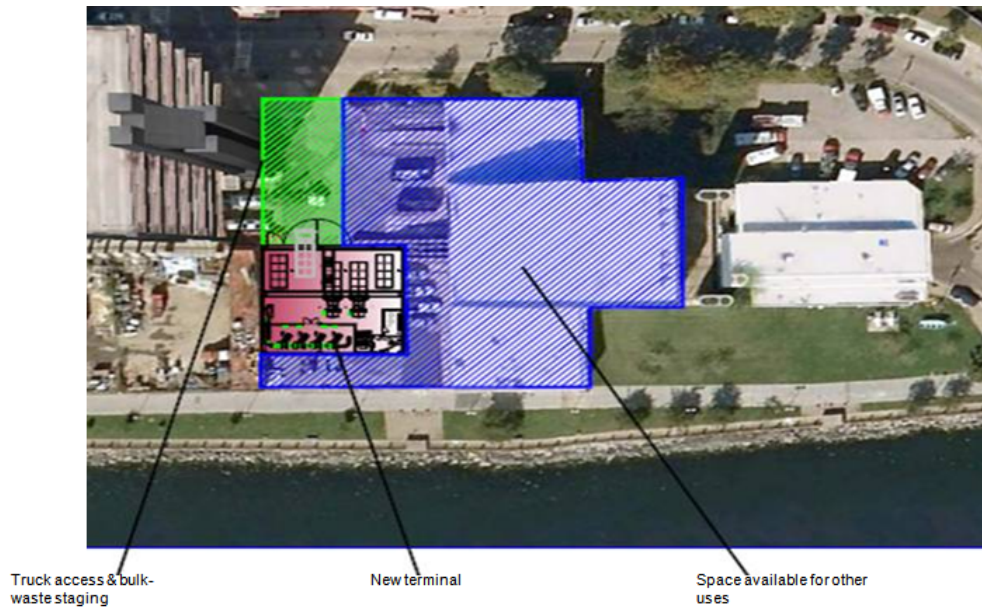 Truck access & bulk-
waste staging
New terminal
Space available for other
uses